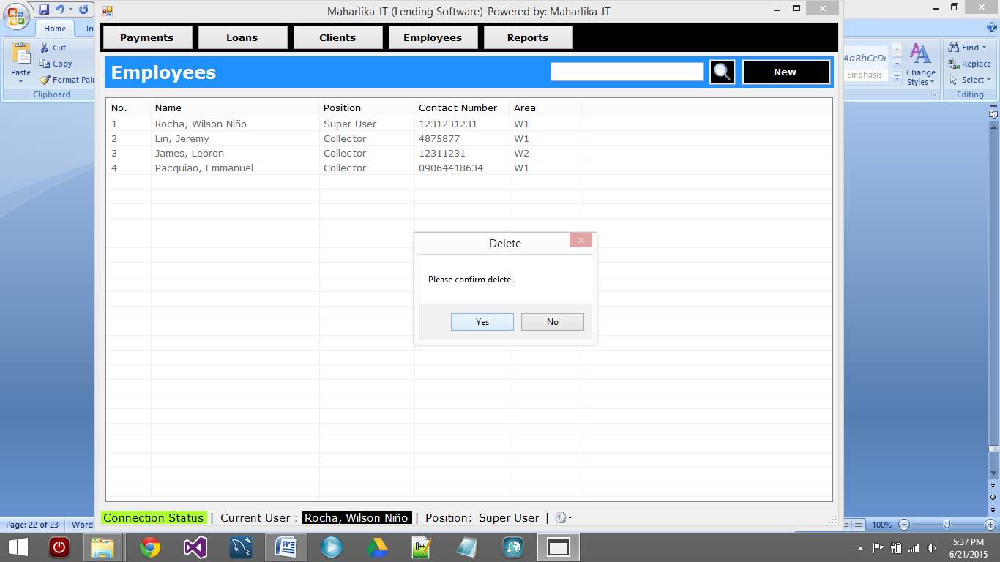 Maharlika-IT (Lending Software)-Powered by: Maharlika-IT
Home
In
Payments
Loans
Clients
Employees
Reports
Paste
Cut
Copy
Format Pain
Clipboard
AaBbCcDc
Emphasis
Change
Styles
Find
Replace
Select
Editing
Employees
New
No. Name Position Contact Number Area
1 Rocha, Wilson Niño Super User 1231231231 W1
2 Lin, Jeremy Collector 4875877 W1
3 James, Lebron Collector 12311231 W2
4 Pacquiao, Emmanuel Collector 09064418634 W1
Delete
Please confirm delete.
Yes No
Connection Status | Current User : Rocha, Wilson Niño | Position: Super User |
Page: 22 of 23 Words
100%
5:37 PM
6/21/2015